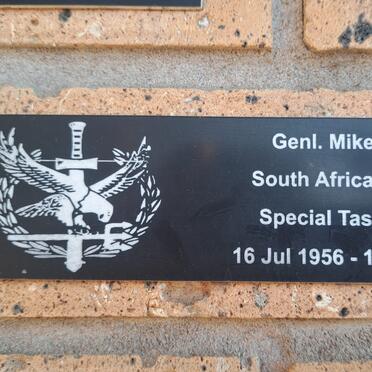 Genl. Mike
South Africa
Special Tas
16 Jul 1956 - 1